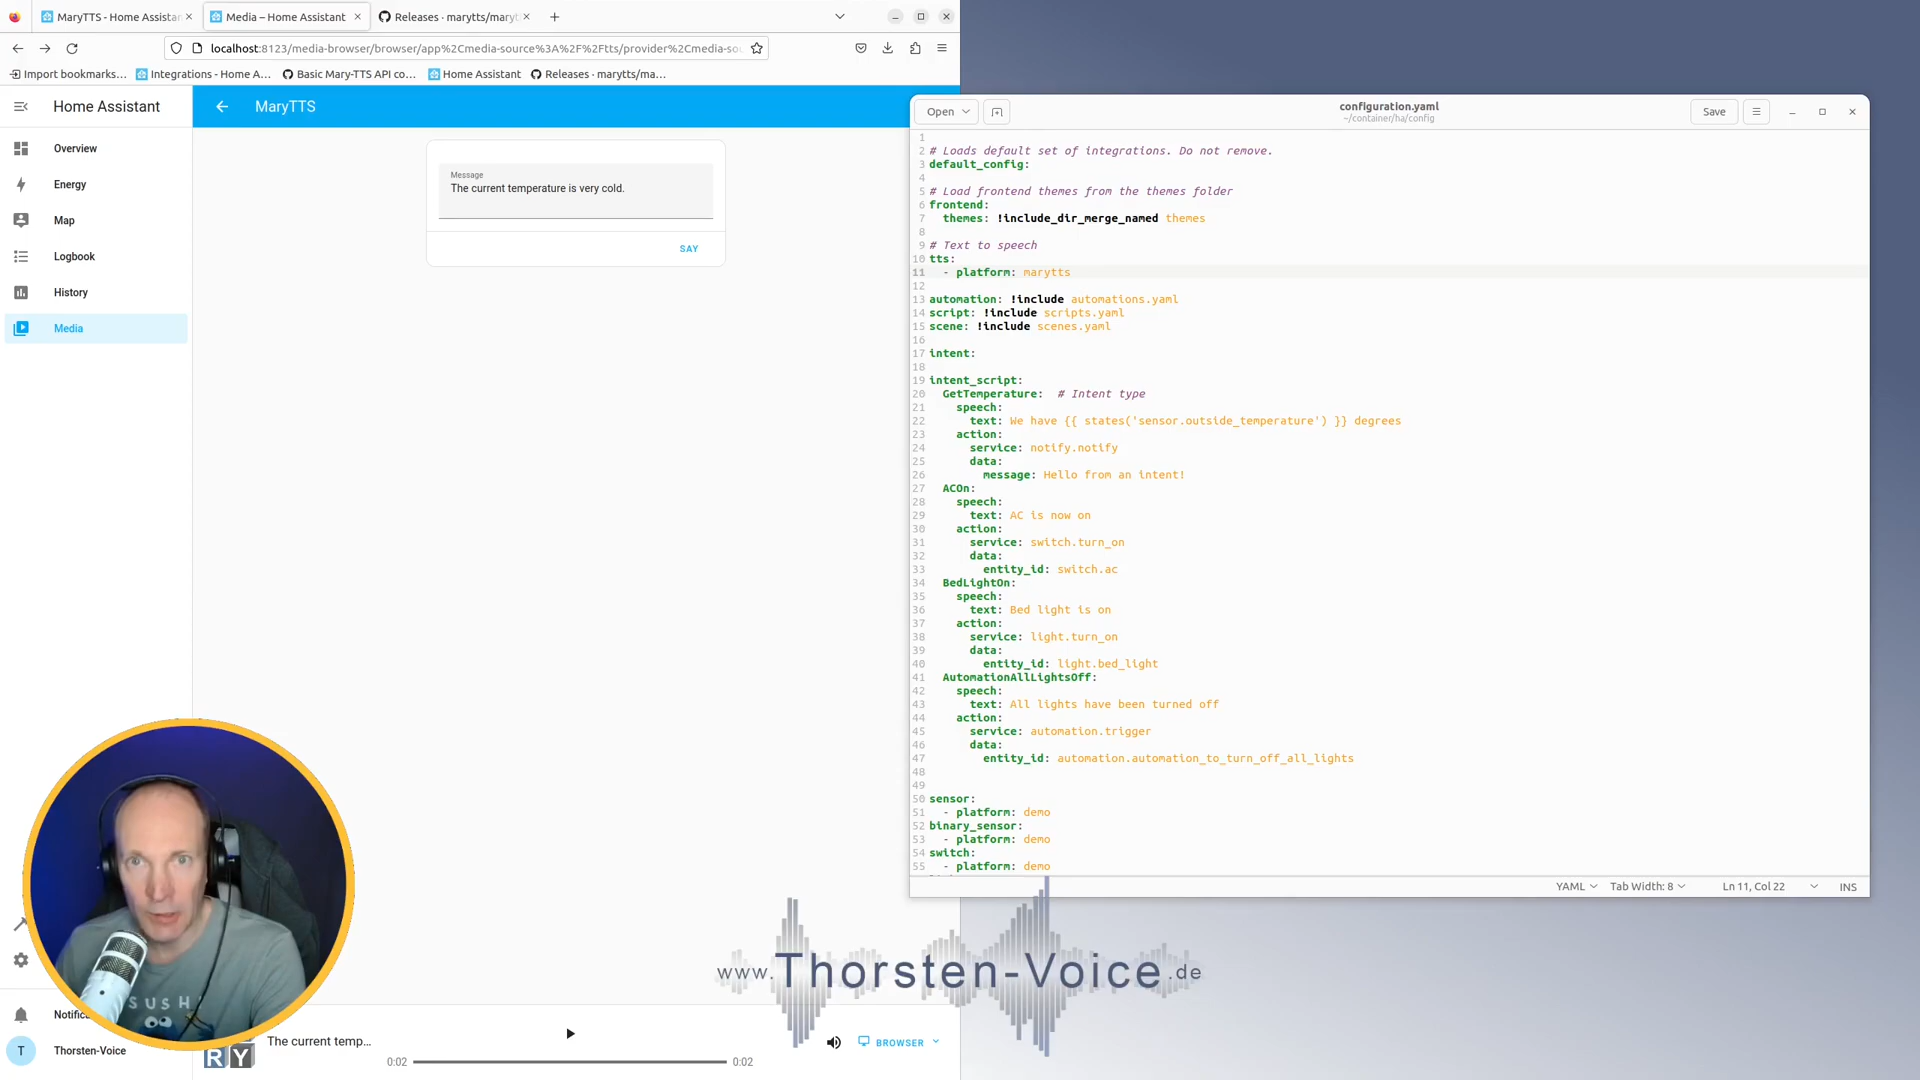 MaryTTS - Home Assistan
Media – Home Assistant
Releases · marytts/maryt
localhost:8123/media-browser/browser/app%2Cmedia-source%3A%2F%2Ftts/provider%2Cmedia-so
Import bookmarks...
Integrations - Home A...
Basic Mary-TTS API co...
Home Assistant
Releases · marytts/ma...
Home Assistant
MaryTTS
Overview
Energy
Map
Logbook
History
Media
Message
The current temperature is very cold.
SAY
Open
configuration.yaml
~/container/ha/config
Save
1
2 # Loads default set of integrations. Do not remove.
3 default_config:
4
5 # Load frontend themes from the themes folder
6 frontend:
7   themes: !include_dir_merge_named themes
8
9 # Text to speech
10 tts:
11   - platform: marytts
12
13 automation: !include automations.yaml
14 script: !include scripts.yaml
15 scene: !include scenes.yaml
16
17 intent:
18
19 intent_script:
20   GetTemperature:  # Intent type
21     speech:
22       text: We have {{ states('sensor.outside_temperature') }} degrees
23     action:
24       service: notify.notify
25       data:
26         message: Hello from an intent!
27   ACOn:
28     speech:
29       text: AC is now on
30     action:
31       service: switch.turn_on
32       data:
33         entity_id: switch.ac
34   BedLightOn:
35     speech:
36       text: Bed light is on
37     action:
38       service: light.turn_on
39       data:
40         entity_id: light.bed_light
41   AutomationAllLightsOff:
42     speech:
43       text: All lights have been turned off
44     action:
45       service: automation.trigger
46       data:
47         entity_id: automation.automation_to_turn_off_all_lights
48
49
50 sensor:
51   - platform: demo
52 binary_sensor:
53   - platform: demo
54 switch:
55   - platform: demo
YAML
Tab Width: 8
Ln 11, Col 22
INS
SUSH
www.Thorsten-Voice.de
Notific
T
Thorsten-Voice
RY
The current temp...
0:02
0:02
BROWSER